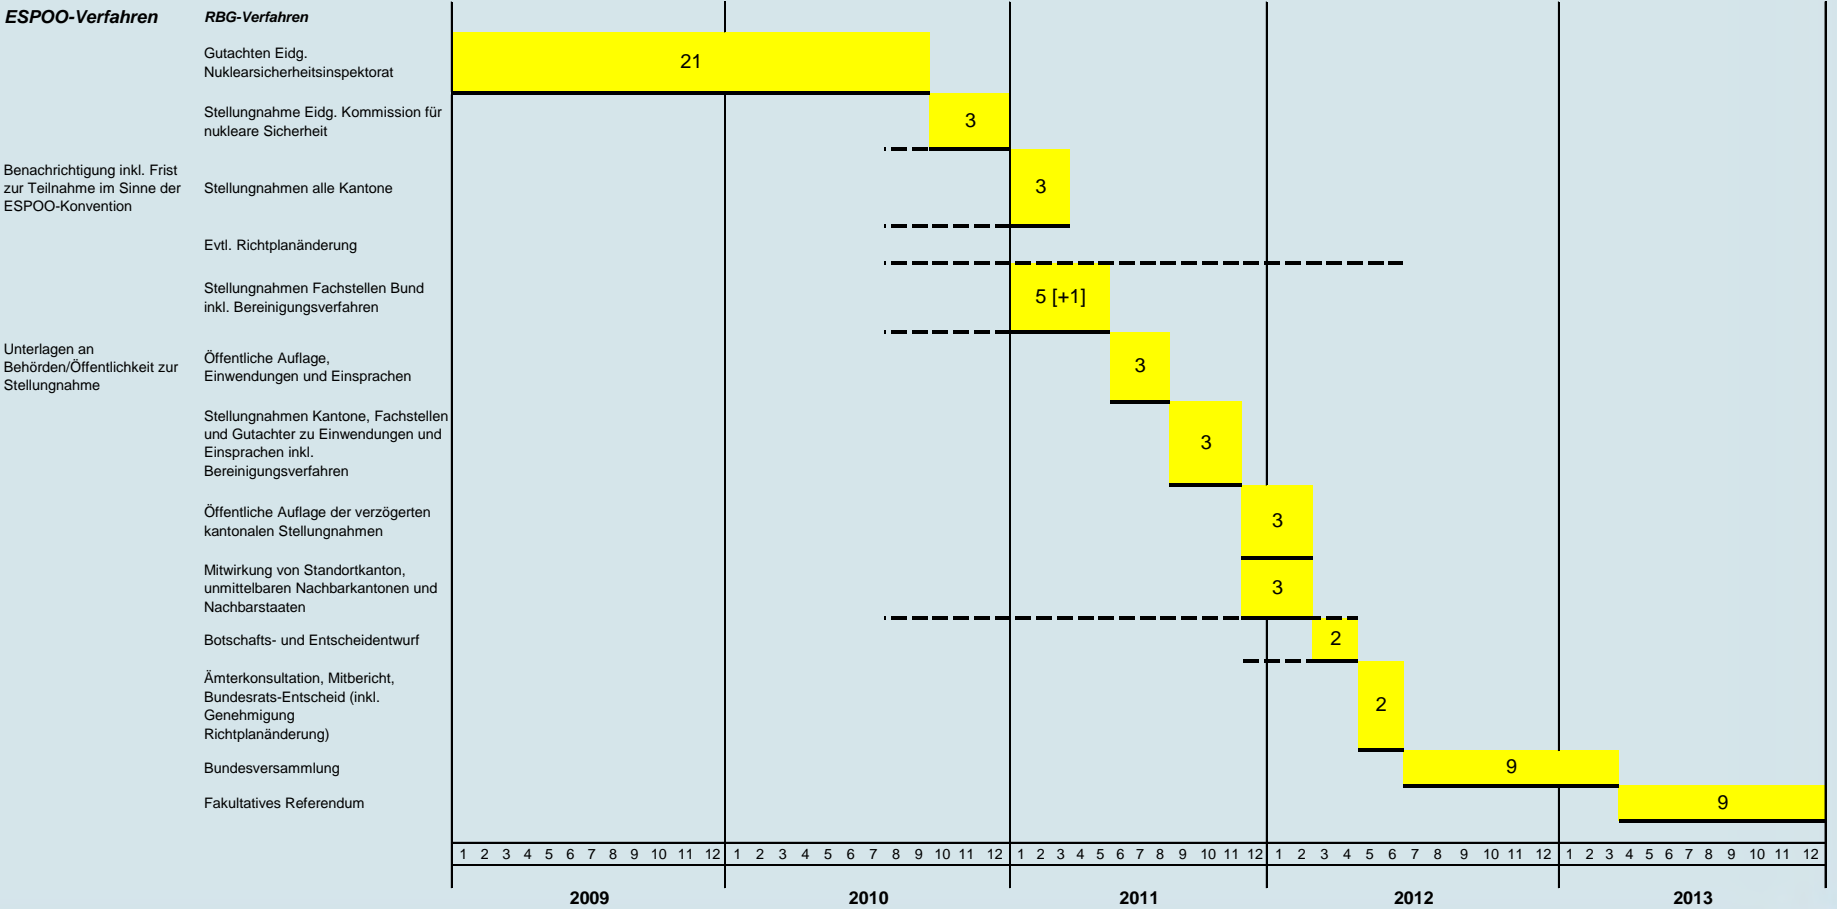 ESPOO-Verfahren
RBG-Verfahren
Gutachten Eidg.
Nuklearsicherheitsinspektorat
21
Stellungnahme Eidg. Kommission für
nukleare Sicherheit
3
Benachrichtigung inkl. Frist
zur Teilnahme im Sinne der
ESPOO-Konvention
Stellungnahmen alle Kantone
3
Evtl. Richtplanänderung
Stellungnahmen Fachstellen Bund
inkl. Bereinigungsverfahren
5 [+1]
Unterlagen an
Behörden/Öffentlichkeit zur
Stellungnahme
Öffentliche Auflage,
Einwendungen und Einsprachen
3
Stellungnahmen Kantone, Fachstellen
und Gutachter zu Einwendungen und
Einsprachen inkl.
Bereinigungsverfahren
3
Öffentliche Auflage der verzögerten
kantonalen Stellungnahmen
3
Mitwirkung von Standortkanton,
unmittelbaren Nachbarkantonen und
Nachbarstaaten
3
Botschafts- und Entscheidentwurf
2
Ämterkonsultation, Mitbericht,
Bundesrats-Entscheid (inkl.
Genehmigung
Richtplanänderung)
2
Bundesversammlung
9
Fakultatives Referendum
9
1 2 3 4 5 6 7 8 9 10 11 12 1 2 3 4 5 6 7 8 9 10 11 12 1 2 3 4 5 6 7 8 9 10 11 12 1 2 3 4 5 6 7 8 9 10 11 12 1 2 3 4 5 6 7 8 9 10 11 12
2009 2010 2011 2012 2013